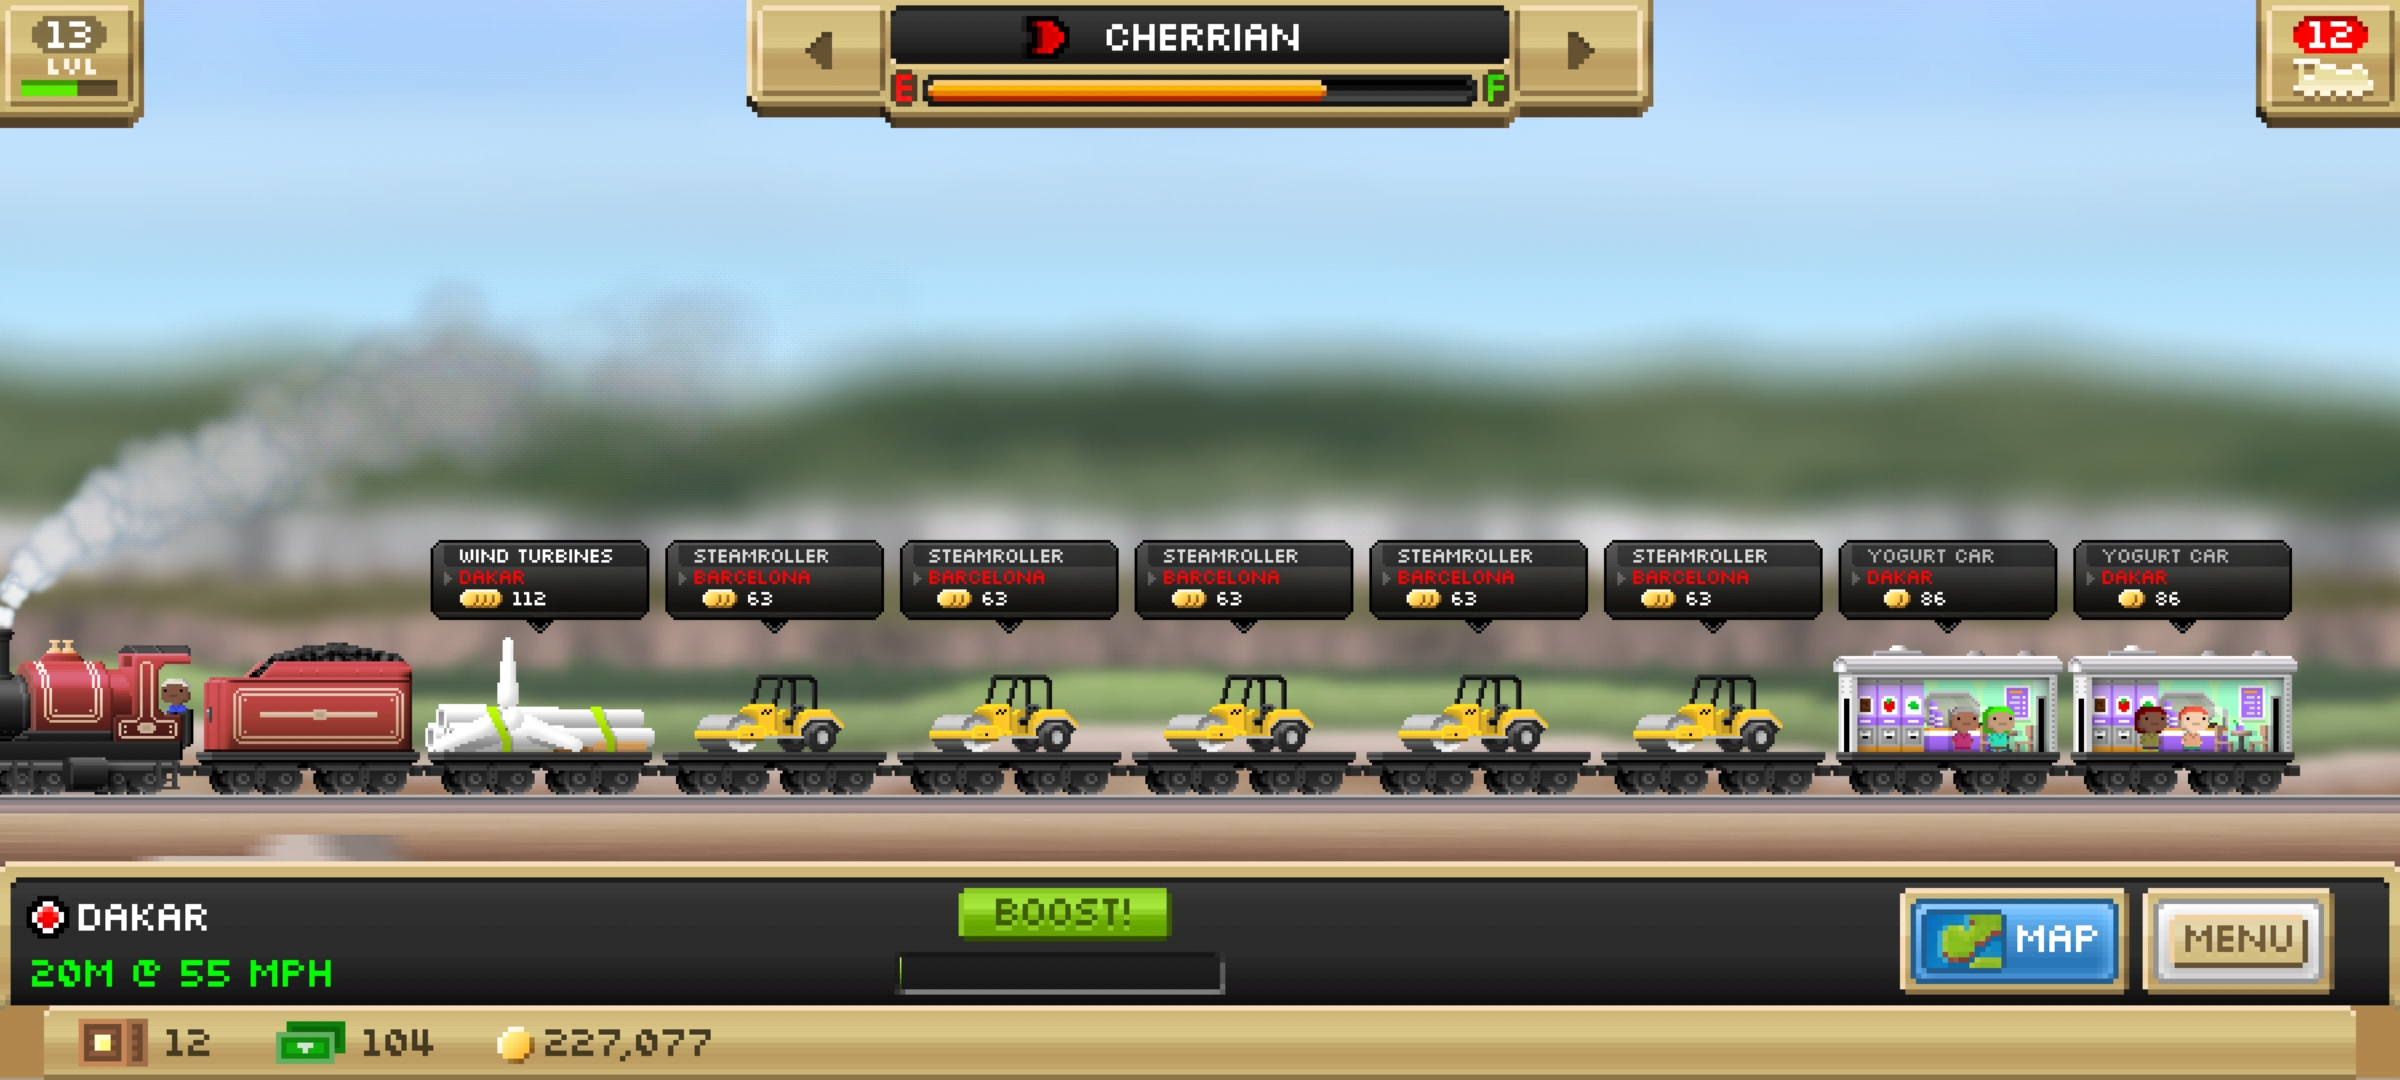 13
LVL
CHERRIAN
E F
12
WIND TURBINES
DAKAR
112
STEAMROLLER
BARCELONA
63
STEAMROLLER
BARCELONA
63
STEAMROLLER
BARCELONA
63
STEAMROLLER
BARCELONA
63
STEAMROLLER
BARCELONA
63
YOGURT CAR
DAKAR
86
YOGURT CAR
DAKAR
86
DAKAR
20M @ 55 MPH
BOOST!
MAP
MENU
12 104 227,077